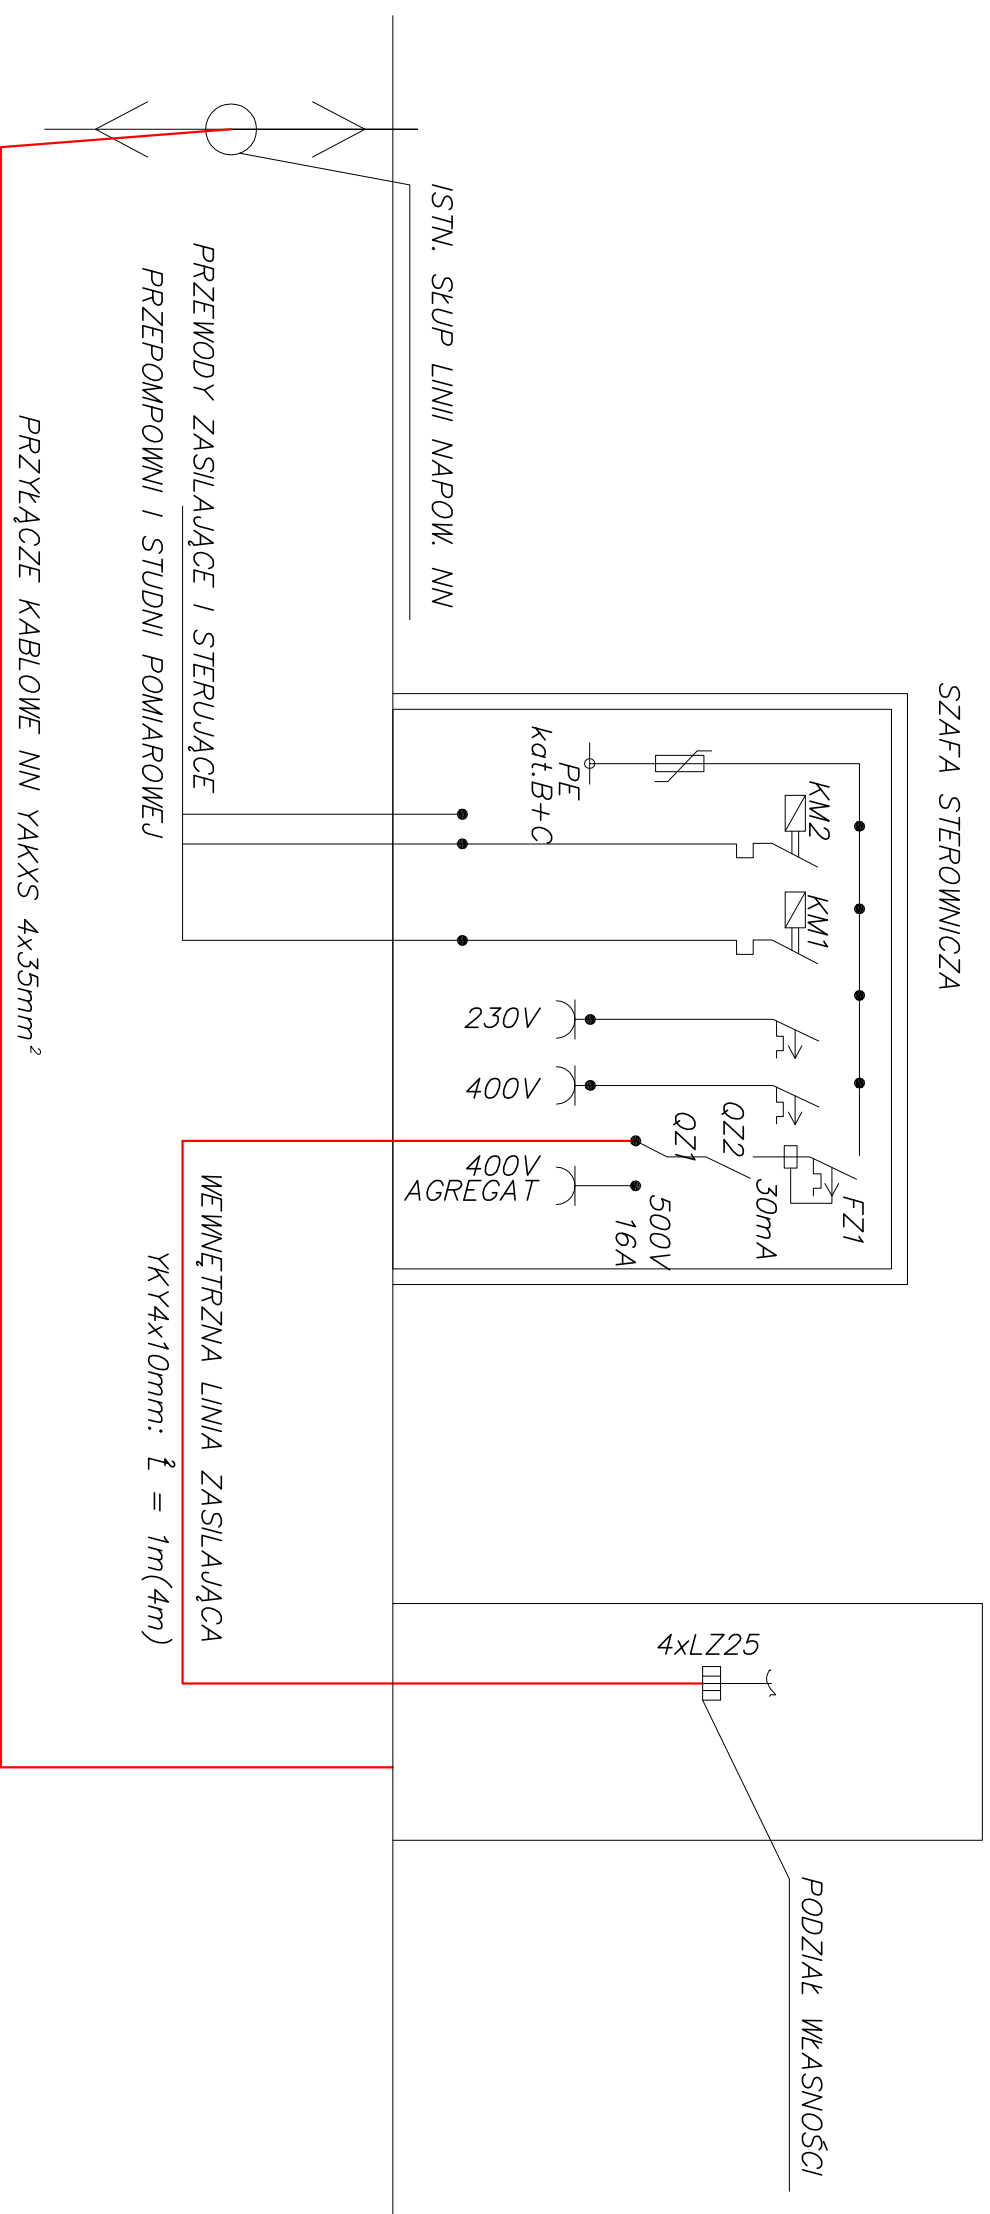 SZAFA STEROWNICZA
ISTN. SŁUP LINII NAPOW. NN
PRZEWODY ZASILAJĄCE I STERUJĄCE
PRZEPOMPOWNI I STUDNI POMIAROWEJ
PRZYŁĄCZE KABLOWE NN YAKXS 4x35mm²
PE
kat.B+C
KM2
KM1
230V
400V
400V
AGREGAT
QZ2
QZ1
FZ1
30mA
500V
16A
WEWNĘTRZNA LINIA ZASILAJĄCA
YKY4x10mm: Ł² = 1m(4m)
4xLZ25
PODZIAŁ WŁASNOŚCI